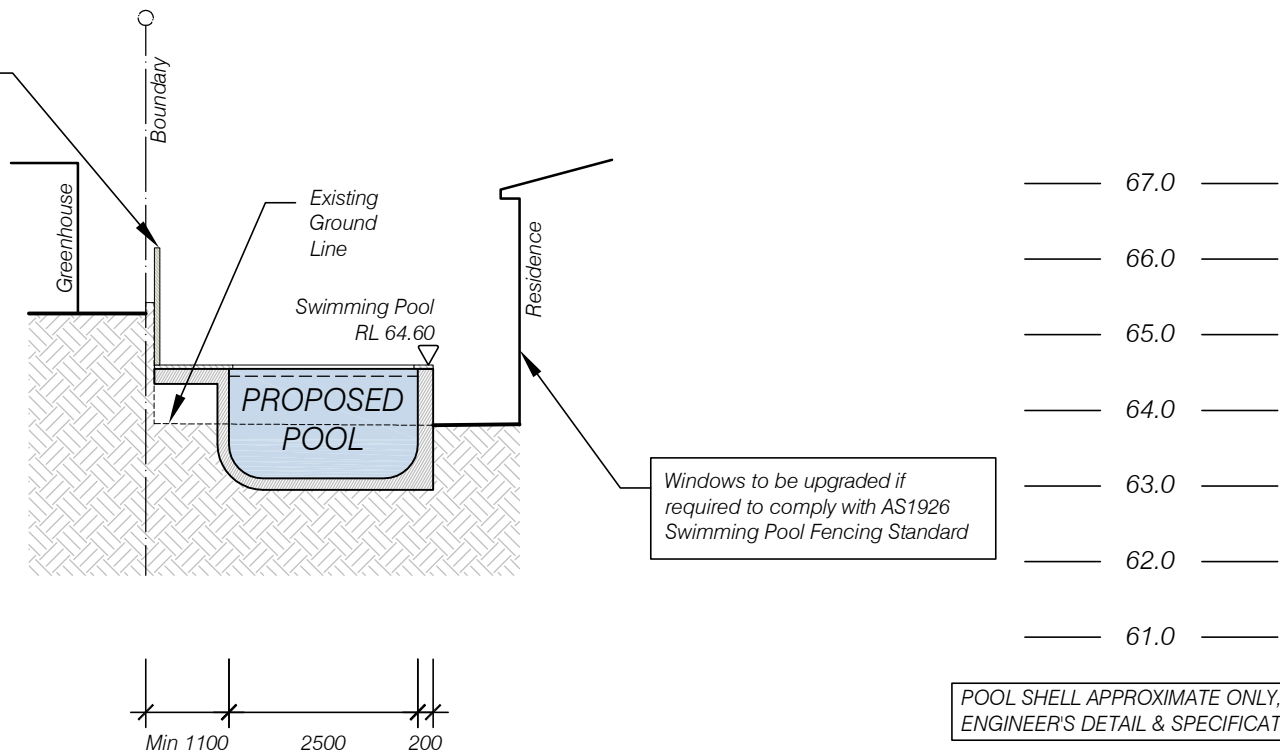 Boundary
Greenhouse
Existing
Ground
Line
Swimming Pool
RL 64.60
Residence
PROPOSED
POOL
Windows to be upgraded if
required to comply with AS1926
Swimming Pool Fencing Standard
67.0
66.0
65.0
64.0
63.0
62.0
61.0
POOL SHELL APPROXIMATE ONLY,
ENGINEER'S DETAIL & SPECIFICAT
Min 1100
2500
200